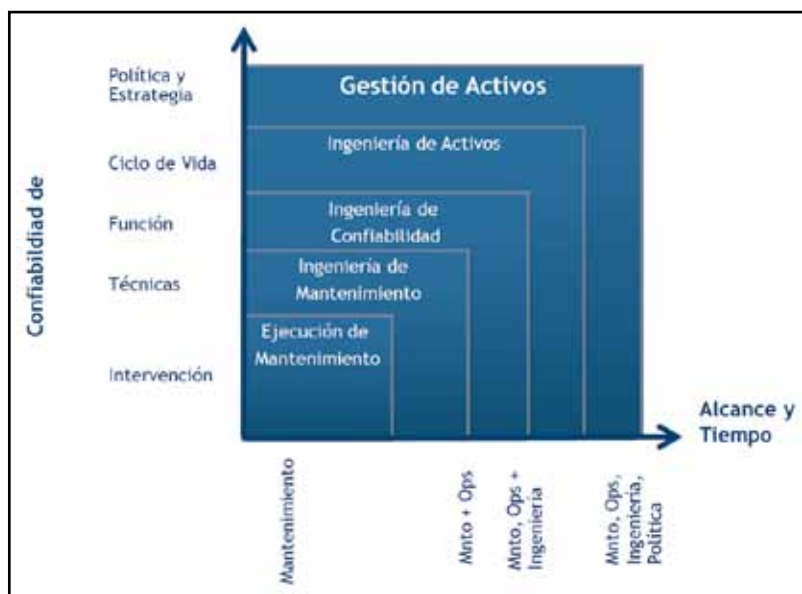 Política y
Estrategia
Ciclo de Vida
Función
Técnicas
Intervención
Confiabildiad de
Gestión de Activos
Ingeniería de Activos
Ingeniería de
Confiabilidad
Ingeniería de
Mantenimiento
Ejecución de
Mantenimiento
Alcance y
Tiempo
Mantenimiento
Mnto + Ops
Mnto, Ops +
Ingeniería
Mnto, Ops,
Ingeniería,
Política